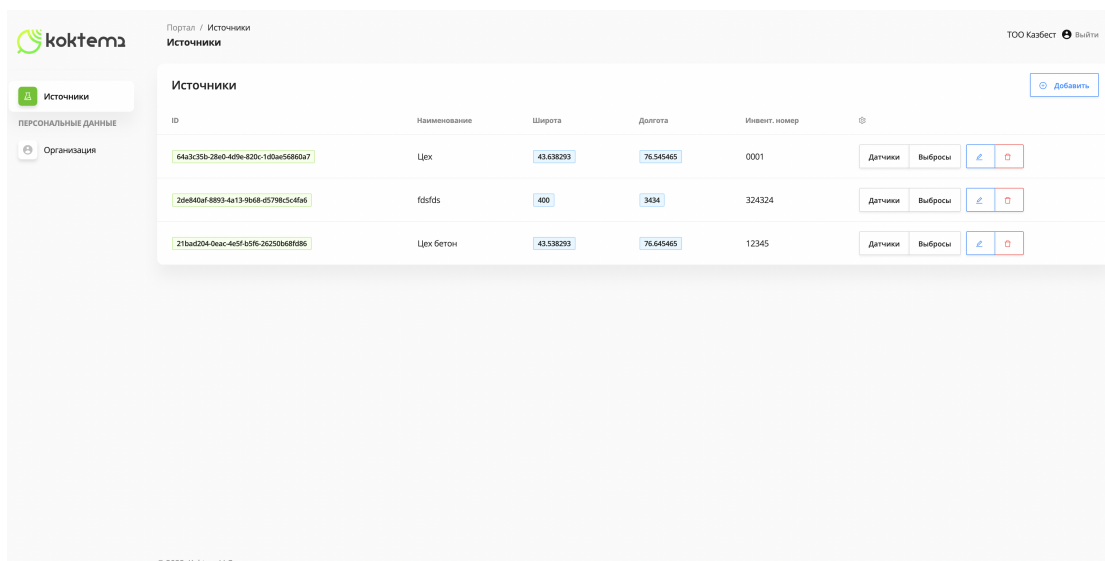 koktemə
Портал / Источники
Источники
ТОО Казбест Выйти
Источники
ПЕРСОНАЛЬНЫЕ ДАННЫЕ
Организация
Источники
Добавить
ID Наименование Широта Долгота Инвент. номер
64a3c35b-28e0-4d9e-820c-1d0ae56860a7 Цех 43.638293 76.545465 0001 Датчики Выбросы
2de840af-8893-4a13-9b68-d5798c5c4fa6 fdsfds 400 3434 324324 Датчики Выбросы
21bad204-0eac-4e5f-b5f6-26250b68fd86 Цех бетон 43.538293 76.645465 12345 Датчики Выбросы